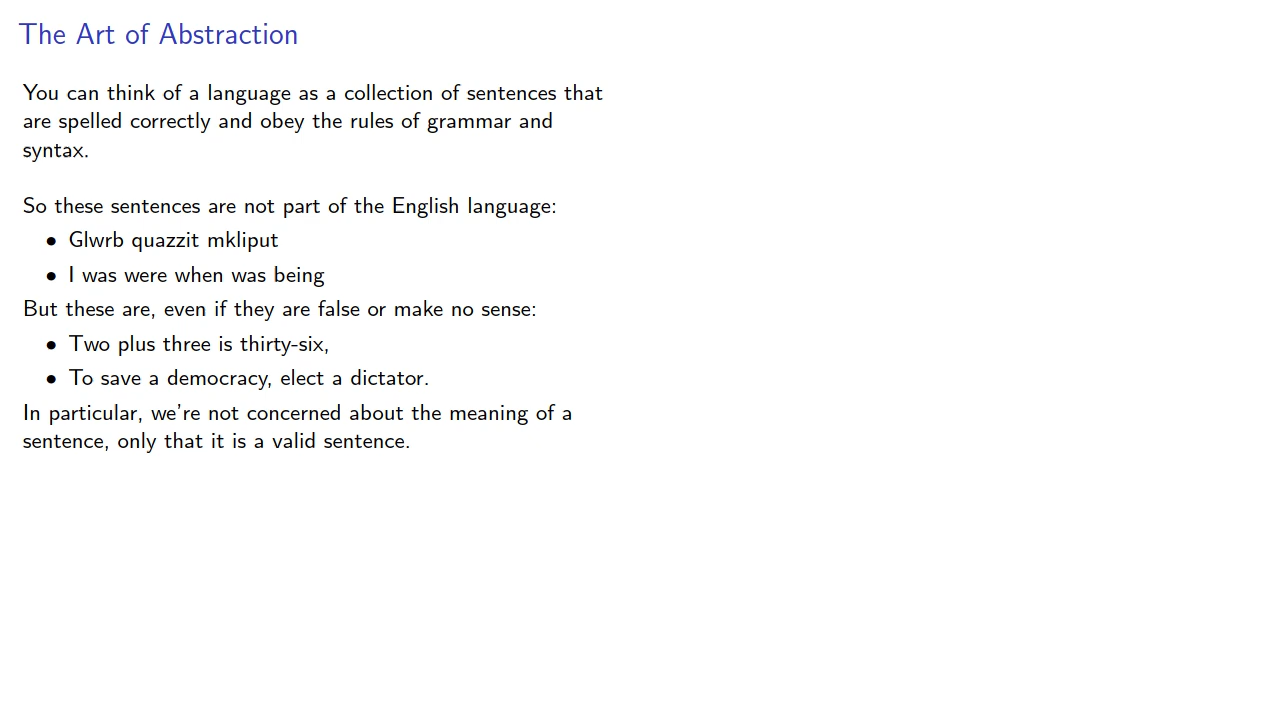 The Art of Abstraction
You can think of a language as a collection of sentences that
are spelled correctly and obey the rules of grammar and
syntax.
So these sentences are not part of the English language:
• Glwrb quazzit mkliput
• I was were when was being
But these are, even if they are false or make no sense:
• Two plus three is thirty-six,
• To save a democracy, elect a dictator.
In particular, we're not concerned about the meaning of a
sentence, only that it is a valid sentence.